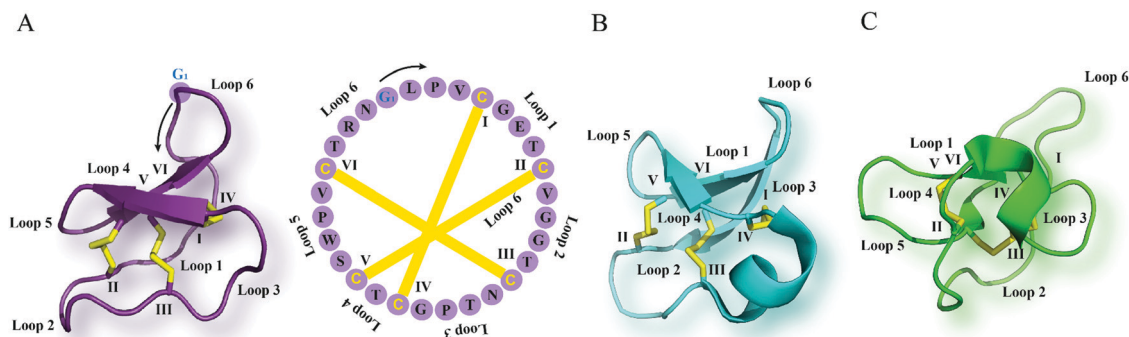 A
B
C
G₁
Loop 6
Loop 4
VI
V
IV
Loop 5
I
Loop 1
II
III
Loop 3
Loop 2
G₁ L P V C G E T C V G G T C N T P G C T C S W P V C T R N
Loop 6
Loop 1
I
II
VI
Loop 6
Loop 2
III
Loop 5
V
IV
Loop 4
Loop 3
Loop 6
Loop 5
Loop 1
VI
V
I
Loop 3
Loop 4
II
IV
Loop 2
III
Loop 6
Loop 1
I
V
VI
Loop 4
IV
II
Loop 3
Loop 5
III
Loop 2